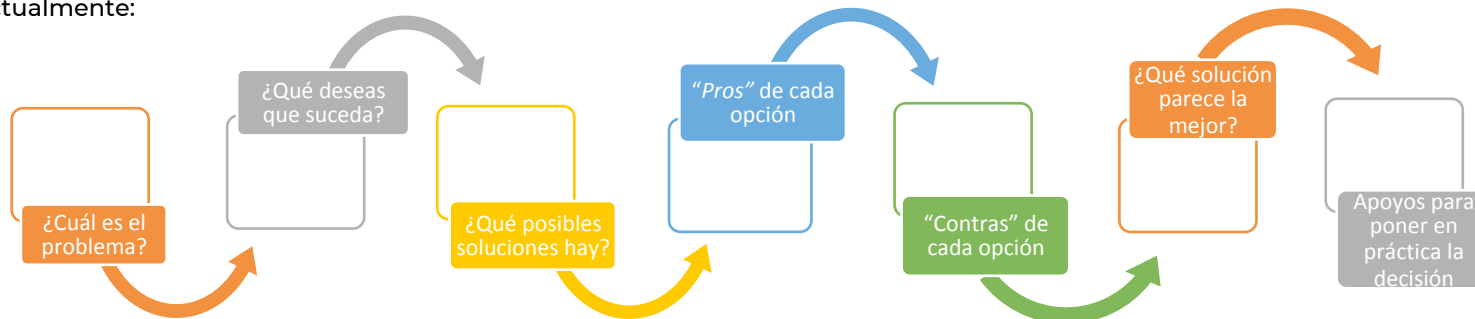 ¿Cuál es el
problema?
¿Qué deseas
que suceda?
¿Qué posibles
soluciones hay?
“Pros” de cada
opción
“Contras” de
cada opción
¿Qué solución
parece la
mejor?
Apoyos para
poner en
práctica la
decisión